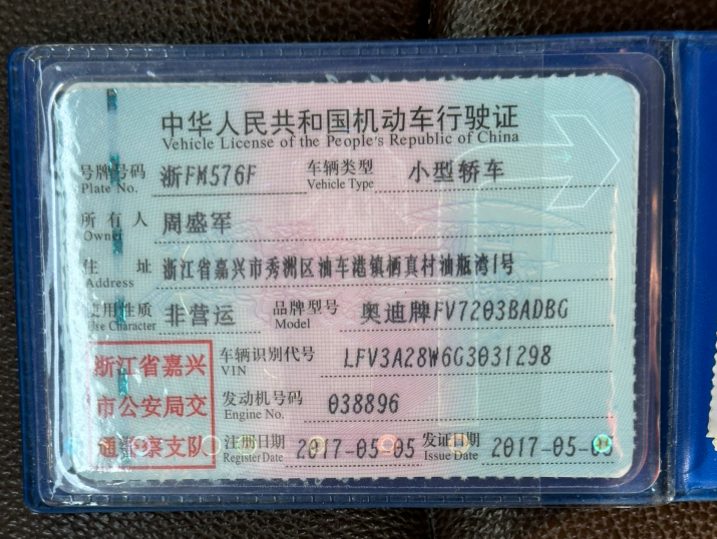 中华人民共和国机动车行驶证
Vehicle License of the People's Republic of China
号牌号码 浙FM576F 车辆类型 小型轿车
Plate No. Vehicle Type
所有人 周盛军
Owner
住址 浙江省嘉兴市秀洲区油车港镇栖真村油瓶湾1号
Address
使用性质 非营运 品牌型号 奥迪牌FV7203BADBG
Use Character Model
浙江省嘉兴
市公安局交
通警察支队
车辆识别代号 LFV3A28W6G3031298
VIN
发动机号码 038896
Engine No.
注册日期 2017-05-05 发证日期 2017-05-
Register Date Issue Date